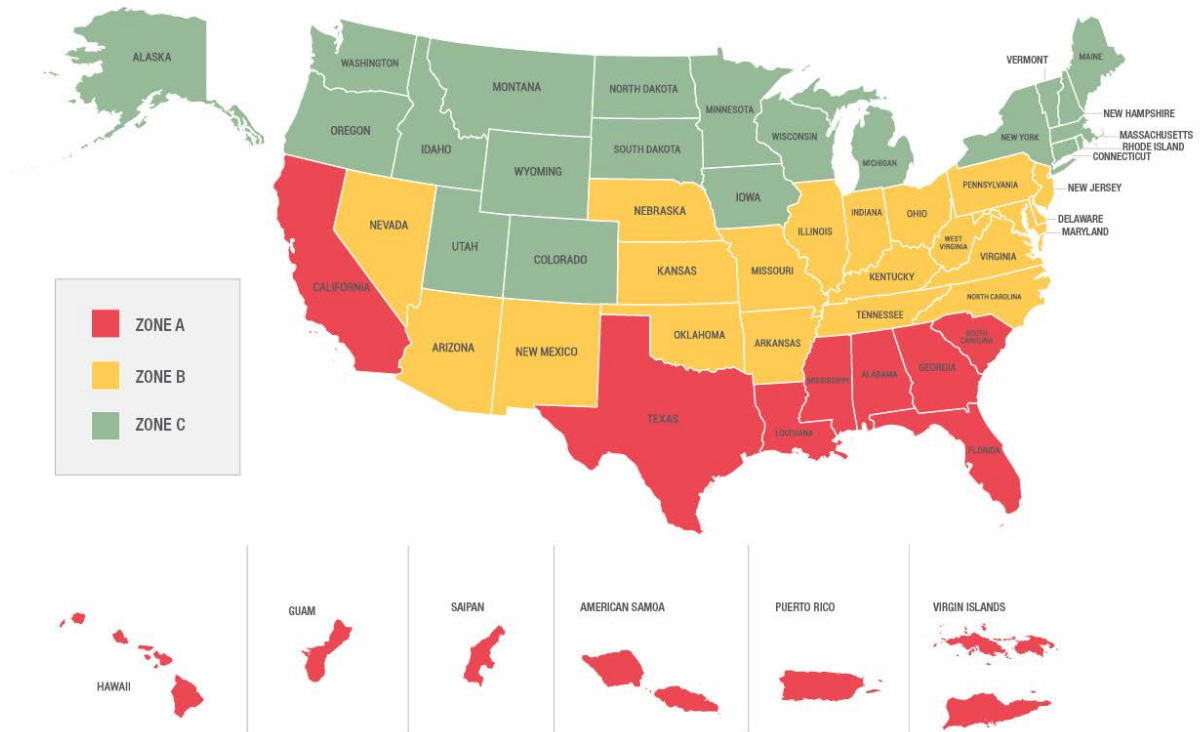 ALASKA
WASHINGTON
MONTANA
NORTH DAKOTA
MINNESOTA
VERMONT
MAINE
OREGON
IDAHO
WYOMING
SOUTH DAKOTA
WISCONSIN
MICHIGAN
NEW YORK
NEW HAMPSHIRE
MASSACHUSETTS
RHODE ISLAND
CONNECTICUT
NEVADA
UTAH
COLORADO
NEBRASKA
IOWA
ILLINOIS
INDIANA
OHIO
PENNSYLVANIA
NEW JERSEY
DELAWARE
MARYLAND
WEST
VIRGINIA
VIRGINIA
CALIFORNIA
KANSAS
MISSOURI
KENTUCKY
NORTH CAROLINA
TENNESSEE
ARIZONA
NEW MEXICO
OKLAHOMA
ARKANSAS
SOUTH
CAROLINA
MISSISSIPPI
ALABAMA
GEORGIA
TEXAS
LOUISIANA
FLORIDA
ZONE A
ZONE B
ZONE C
HAWAII
GUAM
SAIPAN
AMERICAN SAMOA
PUERTO RICO
VIRGIN ISLANDS